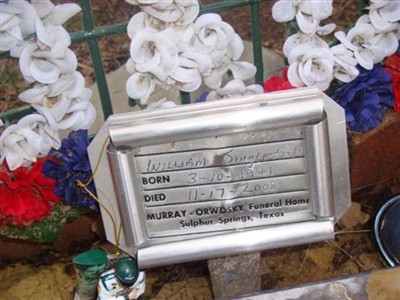 WILLIAM
BORN 3-10-1941
DIED 11-17-2008
MURRAY-ORWOSKY Funeral Home
Sulphur Springs, Texas